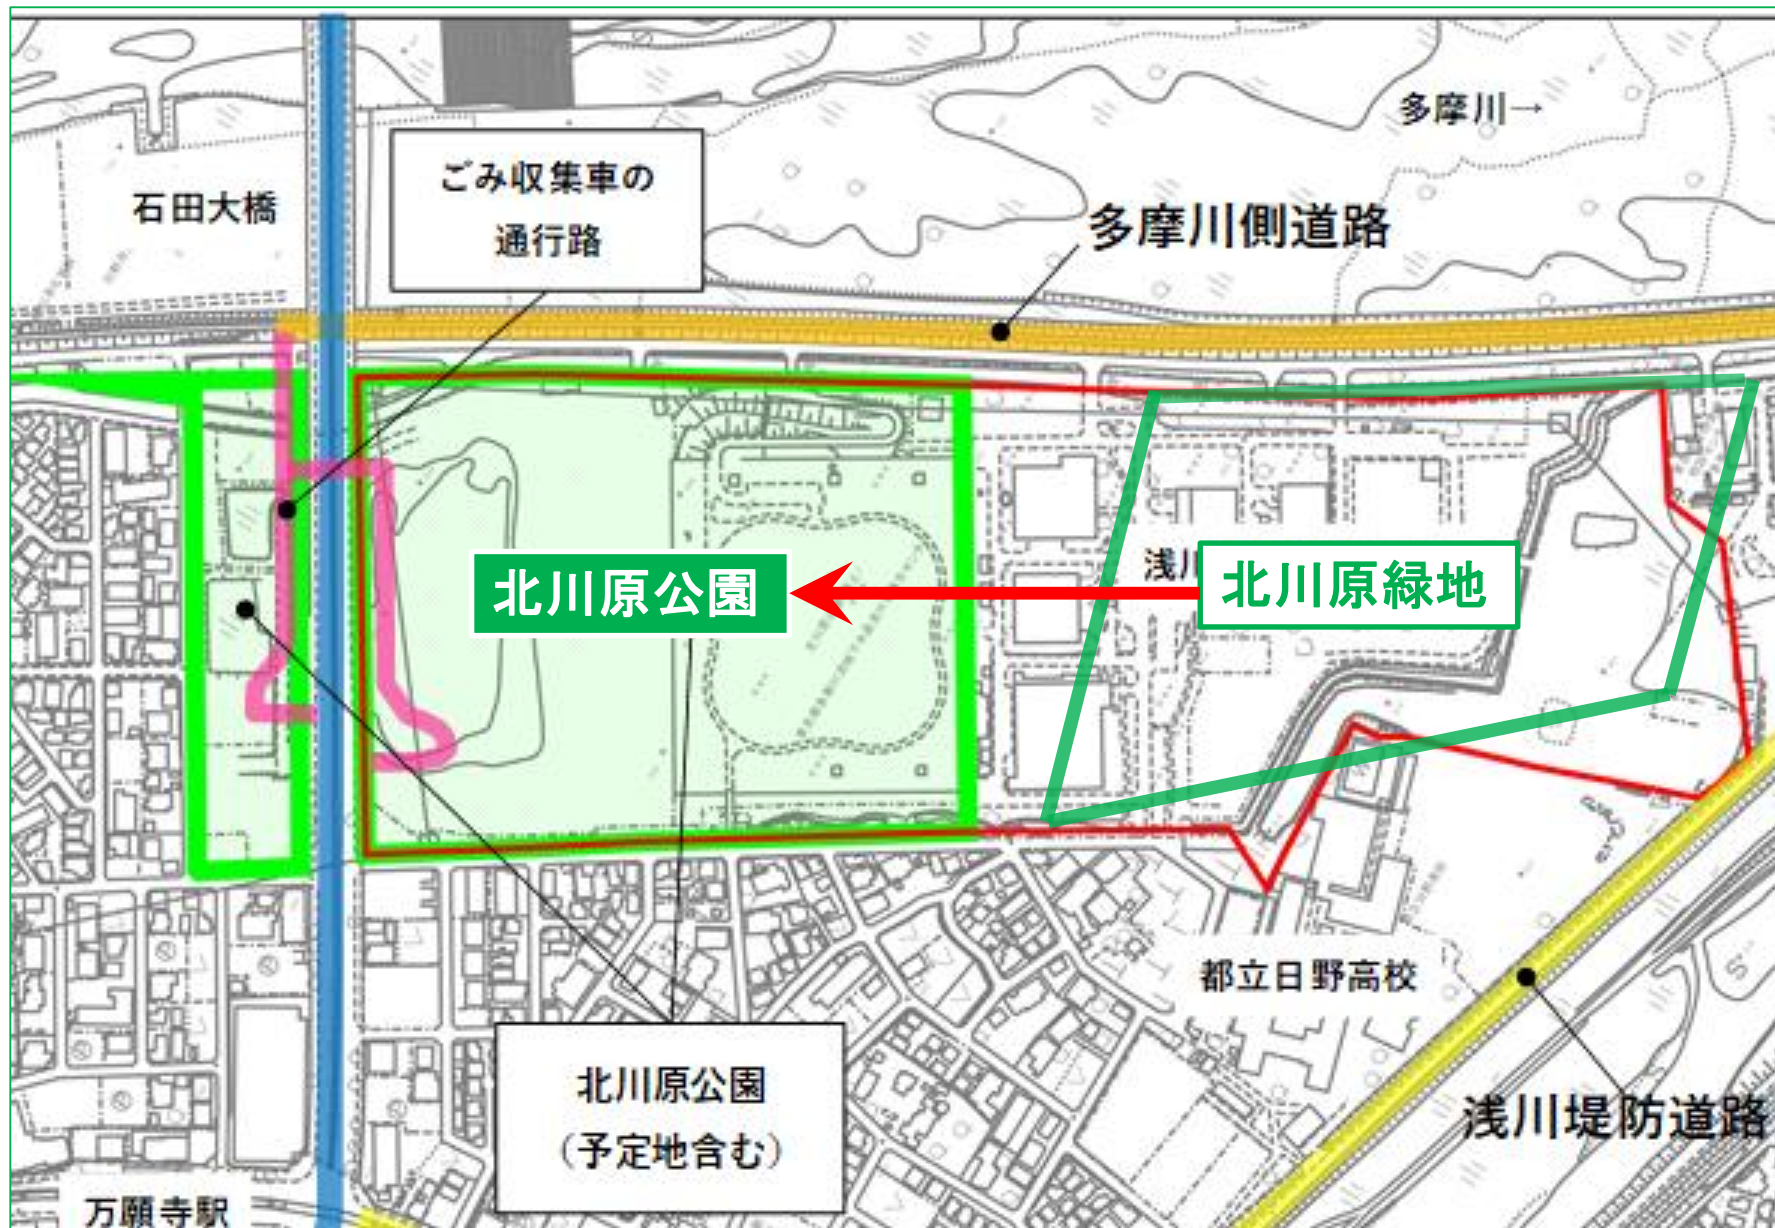 多摩川→
ごみ収集車の
通行路
石田大橋
多摩川側道路
浅川
北川原公園
北川原緑地
都立日野高校
北川原公園
(予定地含む)
浅川堤防道路
万願寺駅